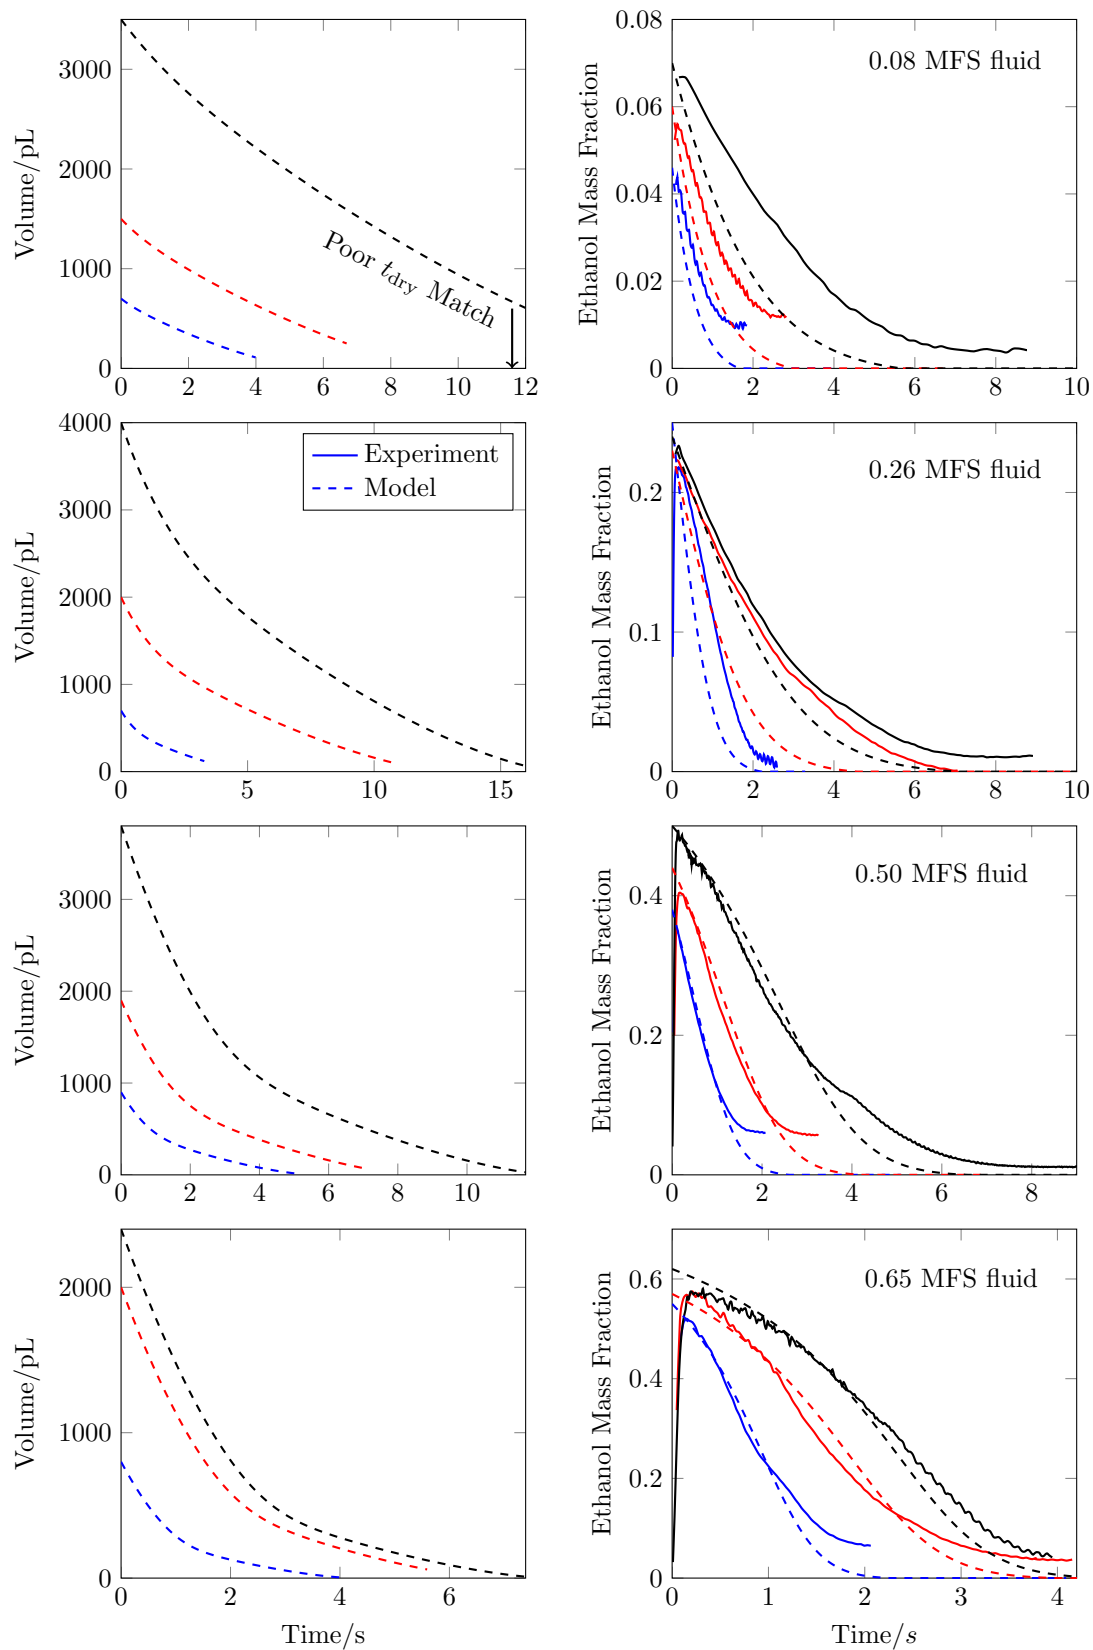 3000
2000
1000
0
0 2 4 6 8 10 12
Volume/pL
Poor t_dry Match
0.08
0.06
0.04
0.02
0
0 2 4 6 8 10
Ethanol Mass Fraction
0.08 MFS fluid
4000
3000
2000
1000
0
0 5 10 15
Volume/pL
Experiment
Model
0.2
0.1
0
0 2 4 6 8 10
Ethanol Mass Fraction
0.26 MFS fluid
3000
2000
1000
0
0 2 4 6 8 10
Volume/pL
0.4
0.2
0
0 2 4 6 8
Ethanol Mass Fraction
0.50 MFS fluid
2000
1000
0
0 2 4 6
Volume/pL
Time/s
0.6
0.4
0.2
0
0 1 2 3 4
Ethanol Mass Fraction
0.65 MFS fluid
Time/s